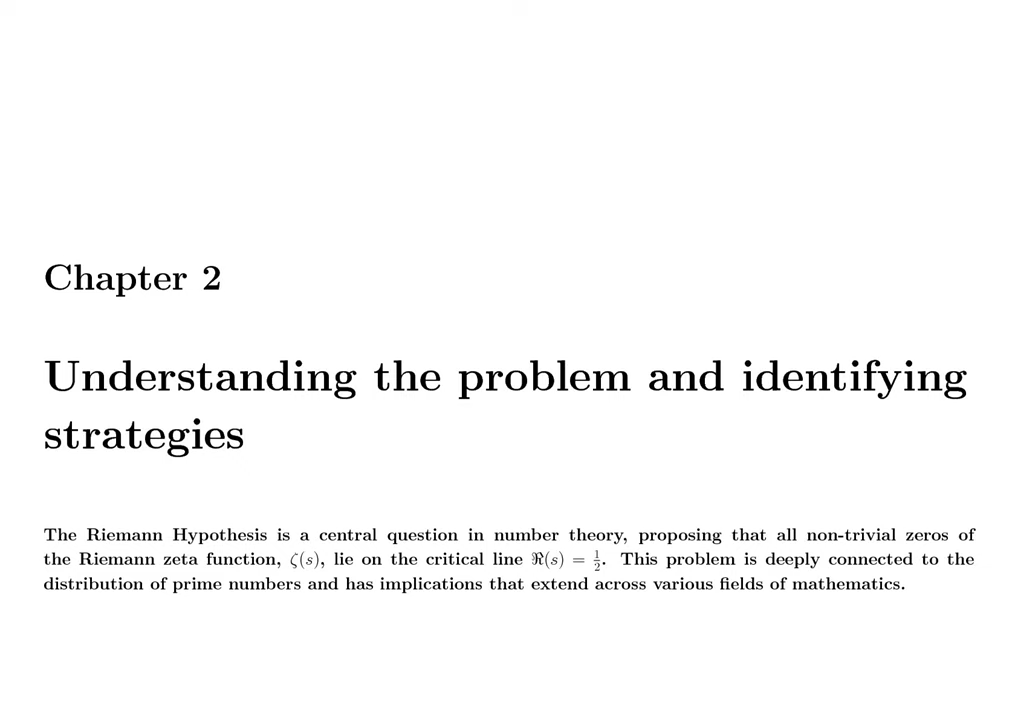 Chapter 2
Understanding the problem and identifying
strategies
The Riemann Hypothesis is a central question in number theory, proposing that all non-trivial zeros of
the Riemann zeta function, ζ(s), lie on the critical line ℜ(s) = 1/2. This problem is deeply connected to the
distribution of prime numbers and has implications that extend across various fields of mathematics.